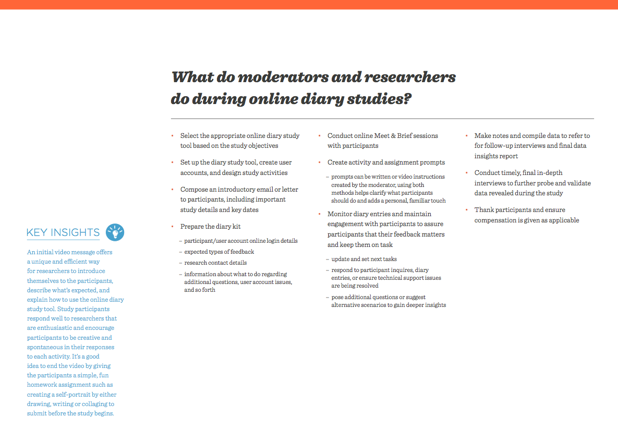 What do moderators and researchers
do during online diary studies?
• Select the appropriate online diary study
tool based on the study objectives
• Set up the diary study tool, create user
accounts, and design study activities
• Compose an introductory email or letter
to participants, including important
study details and key dates
• Prepare the diary kit
– participant/user account online login details
– expected types of feedback
– research contact details
– information about what to do regarding
additional questions, user account issues,
and so forth
• Conduct online Meet & Brief sessions
with participants
• Create activity and assignment prompts
– prompts can be written or video instructions
created by the moderator, using both
methods helps clarify what participants
should do and adds a personal, familiar touch
• Monitor diary entries and maintain
engagement with participants to assure
participants that their feedback matters
and keep them on task
– update and set next tasks
– respond to participant inquires, diary
entries, or ensure technical support issues
are being resolved
– pose additional questions or suggest
alternative scenarios to gain deeper insights
• Make notes and compile data to refer to
for follow-up interviews and final data
insights report
• Conduct timely, final in-depth
interviews to further probe and validate
data revealed during the study
• Thank participants and ensure
compensation is given as applicable
KEY INSIGHTS
An initial video message offers
a unique and efficient way
for researchers to introduce
themselves to the participants,
describe what's expected, and
explain how to use the online diary
study tool. Study participants
respond well to researchers that
are enthusiastic and encourage
participants to be creative and
spontaneous in their responses
to each activity. It's a good
idea to end the video by giving
the participants a simple, fun
homework assignment such as
creating a self-portrait by either
drawing, writing or collaging to
submit before the study begins.